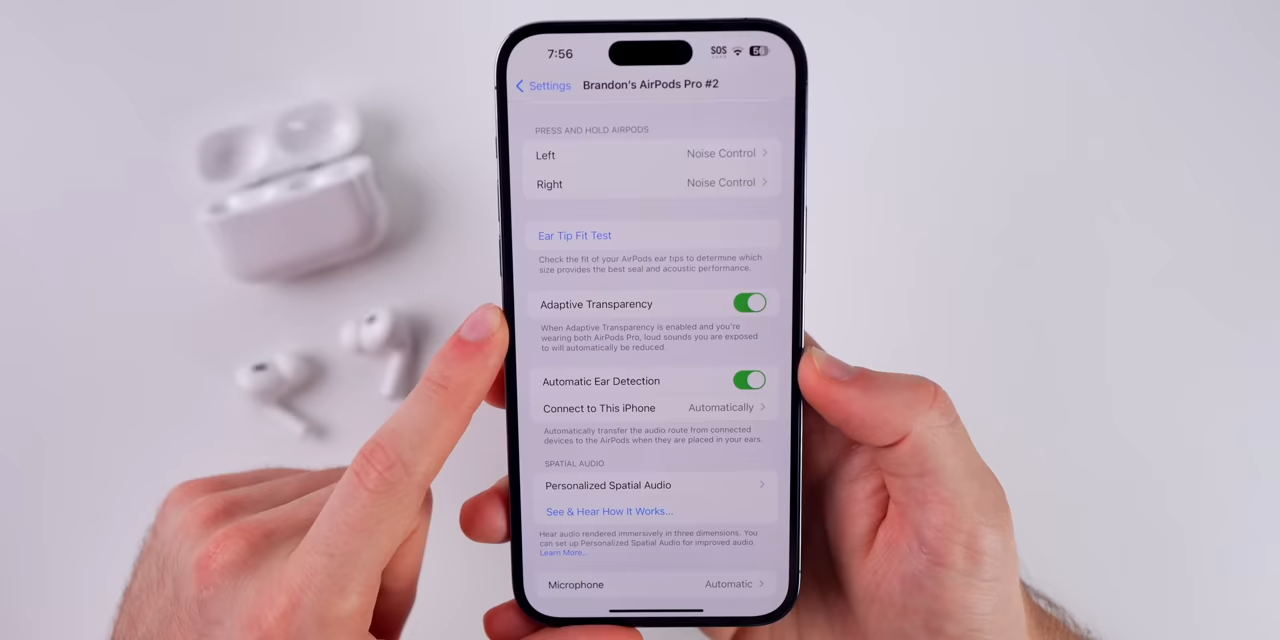 7:56 SOS
Settings Brandon's AirPods Pro #2
PRESS AND HOLD AIRPODS
Left Noise Control
Right Noise Control
Ear Tip Fit Test
Check the fit of your AirPods ear tips to determine which
size provides the best seal and acoustic performance.
Adaptive Transparency
When Adaptive Transparency is enabled and you're
wearing both AirPods Pro, loud sounds you are exposed
to will automatically be reduced.
Automatic Ear Detection
Connect to This iPhone Automatically
Automatically transfer the audio route from connected
devices to the AirPods when they are placed in your ears.
SPATIAL AUDIO
Personalized Spatial Audio
See & Hear How It Works...
Hear audio rendered immersively in three dimensions. You
can set up Personalized Spatial Audio for improved audio.
Learn More...
Microphone Automatic